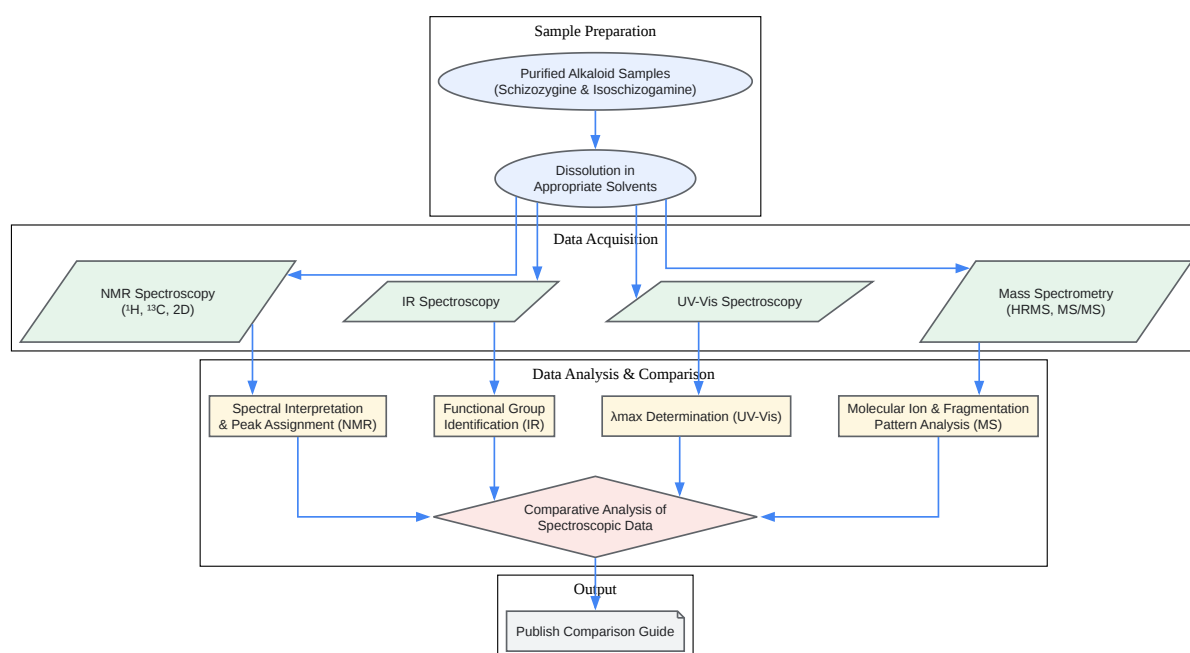 Sample Preparation
Purified Alkaloid Samples
(Schizozygine & Isoschizogamine)
Dissolution in
Appropriate Solvents
Data Acquisition
NMR Spectroscopy
(¹H, ¹³C, 2D)
IR Spectroscopy
UV-Vis Spectroscopy
Mass Spectrometry
(HRMS, MS/MS)
Data Analysis & Comparison
Spectral Interpretation
& Peak Assignment (NMR)
Functional Group
Identification (IR)
λmax Determination (UV-Vis)
Molecular Ion & Fragmentation
Pattern Analysis (MS)
Comparative Analysis of
Spectroscopic Data
Output
Publish Comparison Guide